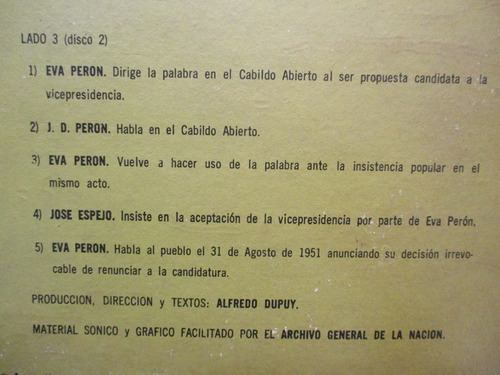 LADO 3 (disco 2)
1) EVA PERON. Dirige la palabra en el Cabildo Abierto al ser propuesta candidata a la
vicepresidencia.
2) J. D. PERON. Habla en el Cabildo Abierto.
3) EVA PERON. Vuelve a hacer uso de la palabra ante la insistencia popular en el
mismo acto.
4) JOSE ESPEJO. Insiste en la aceptación de la vicepresidencia por parte de Eva Perón.
5) EVA PERON. Habla al pueblo el 31 de Agosto de 1951 anunciando su decisión irrevo-
cable de renunciar a la candidatura.
PRODUCCION, DIRECCION y TEXTOS: ALFREDO DUPUY.
MATERIAL SONICO y GRAFICO FACILITADO POR EL ARCHIVO GENERAL DE LA NACION.